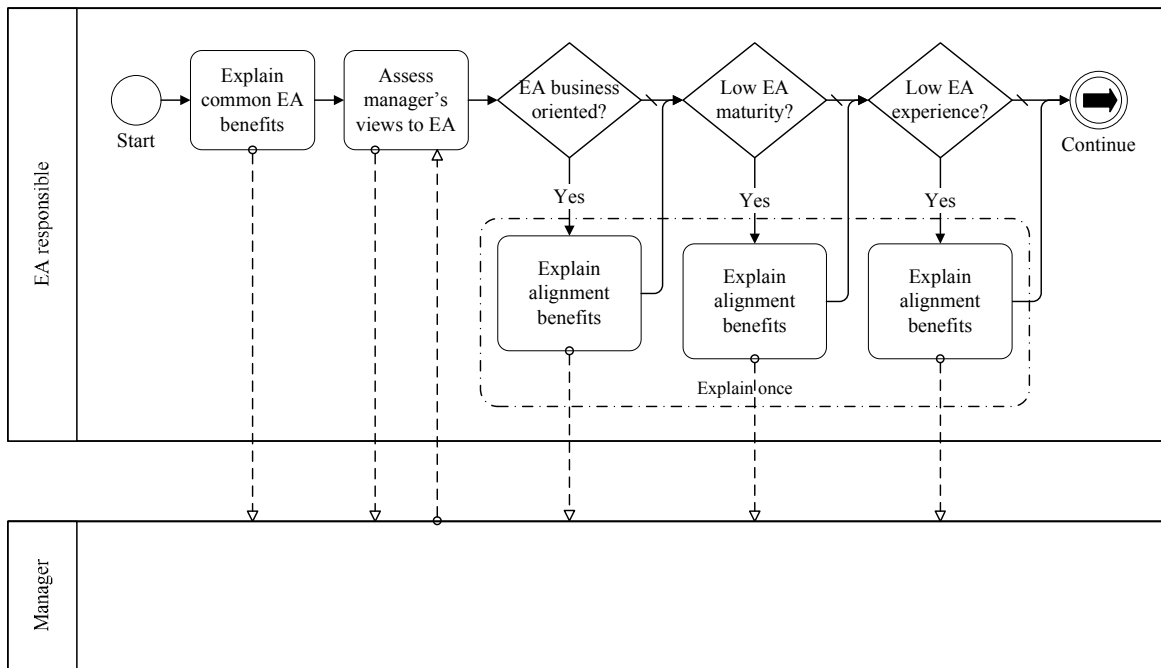 EA responsible
Start
Explain
common EA
benefits
Assess
manager’s
views to EA
EA business
oriented?
Low EA
maturity?
Low EA
experience?
Continue
Yes
Yes
Yes
Explain
alignment
benefits
Explain
alignment
benefits
Explain
alignment
benefits
Explain once
Manager